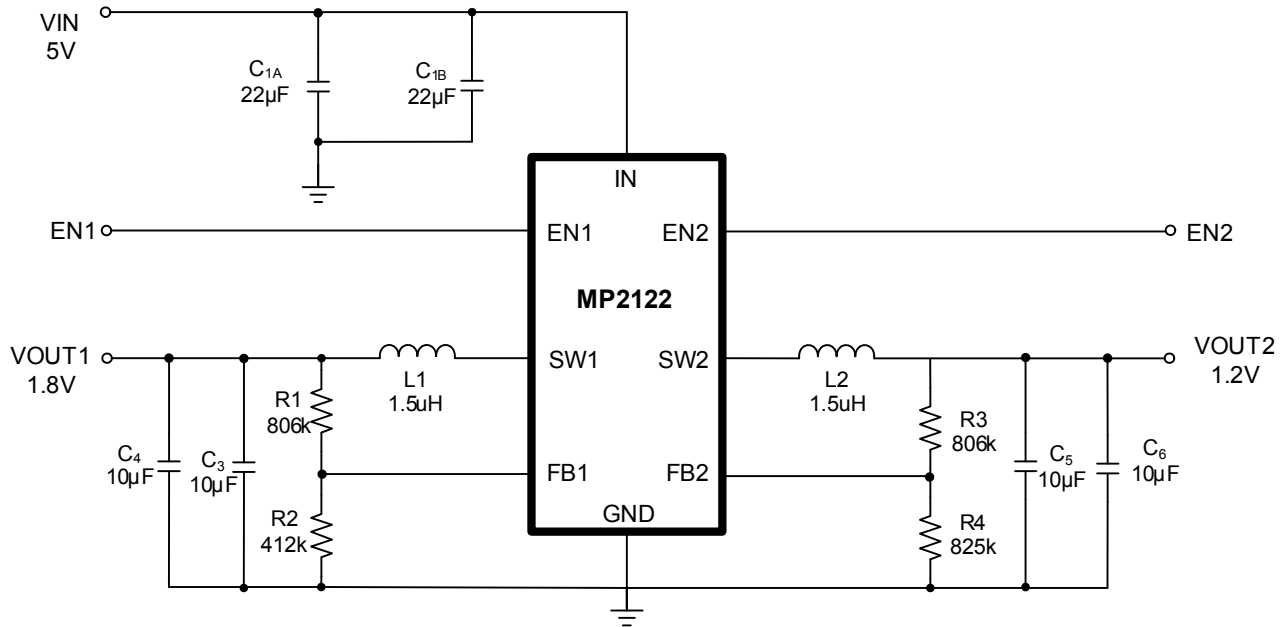 VIN
5V
C1A
22µF
C1B
22µF
IN
EN1
EN1
EN2
EN2
MP2122
VOUT1
1.8V
L1
1.5uH
SW1
SW2
L2
1.5uH
VOUT2
1.2V
R1
806k
R3
806k
C4
10µF
C3
10µF
FB1
FB2
C5
10µF
C6
10µF
R2
412k
GND
R4
825k